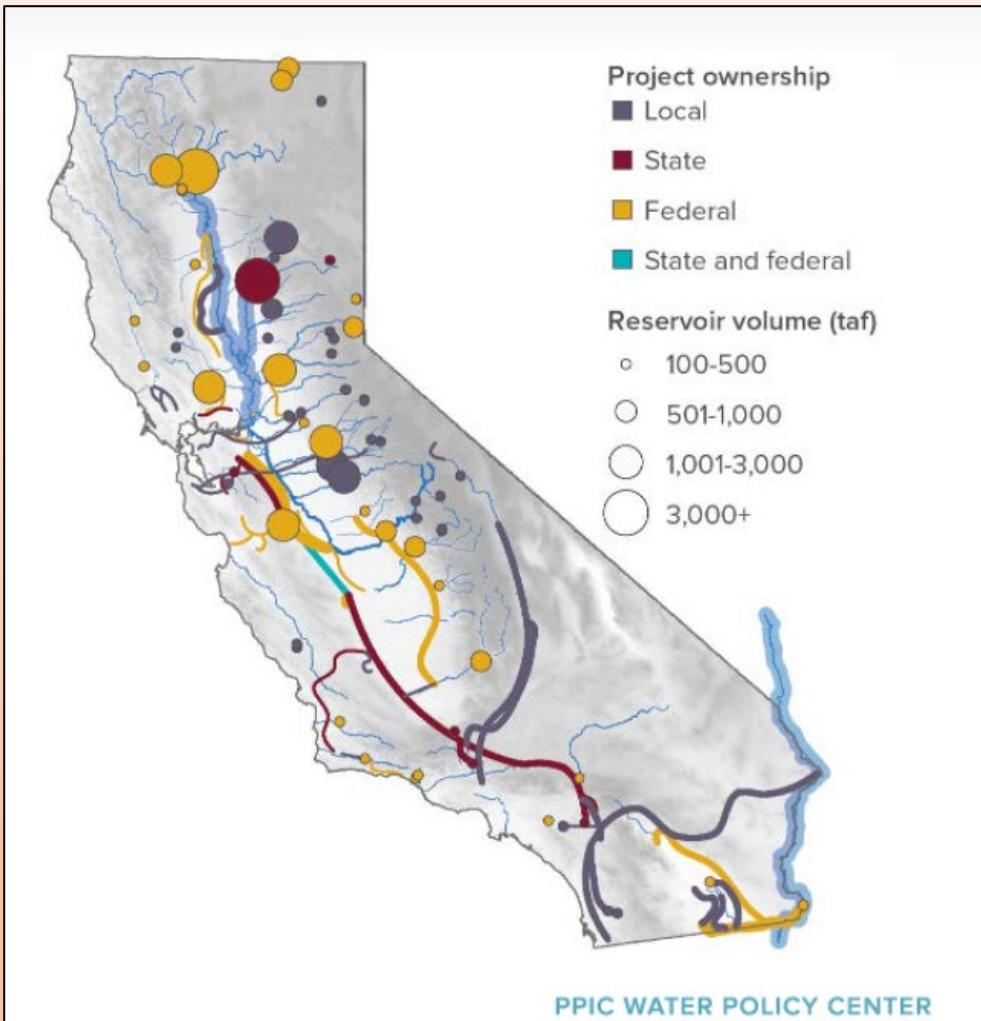 Project ownership
Local
State
Federal
State and federal
Reservoir volume (taf)
100-500
501-1,000
1,001-3,000
3,000+
PPIC WATER POLICY CENTER